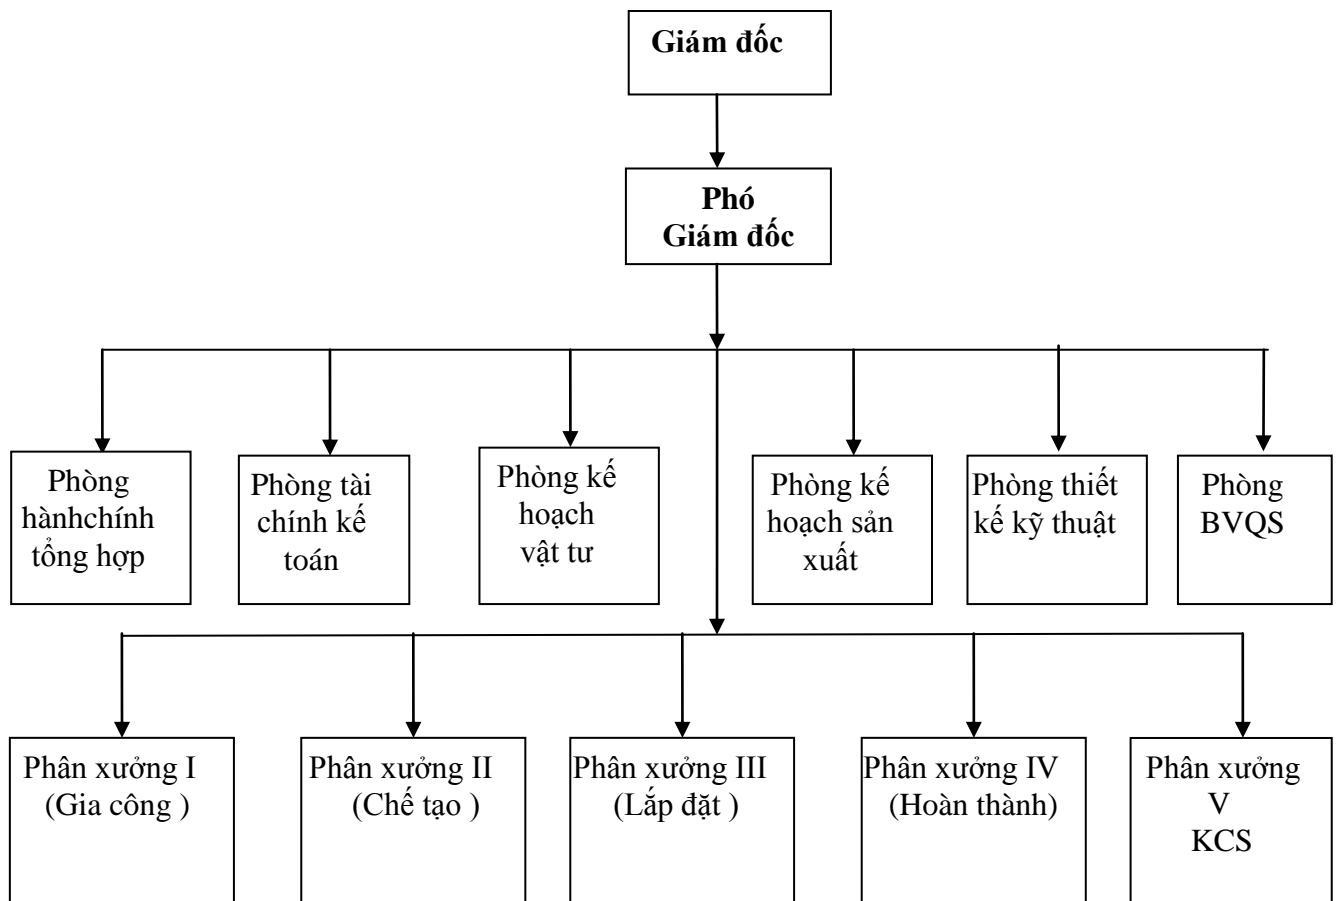 Giám đốc
Phó
Giám đốc
Phòng
hànhchính
tổng hợp
Phòng tài
chính kế
toán
Phòng kế
hoạch
vật tư
Phòng kế
hoạch sản
xuất
Phòng thiết
kế kỹ thuật
Phòng
BVQS
Phân xưởng I
(Gia công )
Phân xưởng II
(Chế tạo )
Phân xưởng III
(Lắp đặt )
Phân xưởng IV
(Hoàn thành)
Phân xưởng
V
KCS